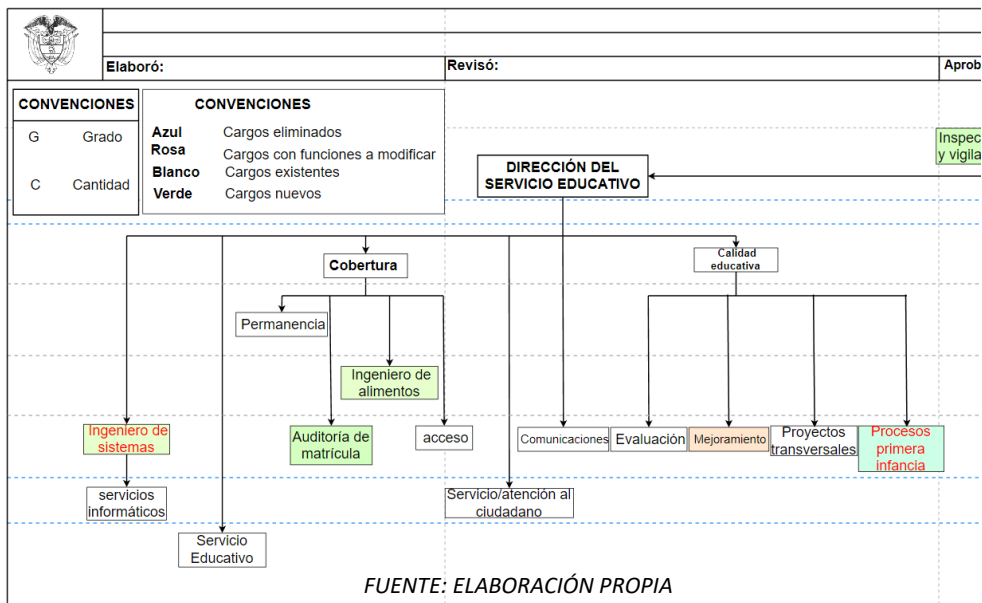 Elaboró:
Revisó:
Aprob
CONVENCIONES
G Grado
C Cantidad
CONVENCIONES
Azul Cargos eliminados
Rosa Cargos con funciones a modificar
Blanco Cargos existentes
Verde Cargos nuevos
DIRECCIÓN DEL
SERVICIO EDUCATIVO
Inspec
y vigila
Cobertura
Calidad
educativa
Permanencia
Ingeniero de
alimentos
Ingeniero de
sistemas
Auditoría de
matrícula
acceso
Comunicaciones
Evaluación
Mejoramiento
Proyectos
transversales
Procesos
primera
infancia
servicios
informáticos
Servicio/atención al
ciudadano
Servicio
Educativo
FUENTE: ELABORACIÓN PROPIA